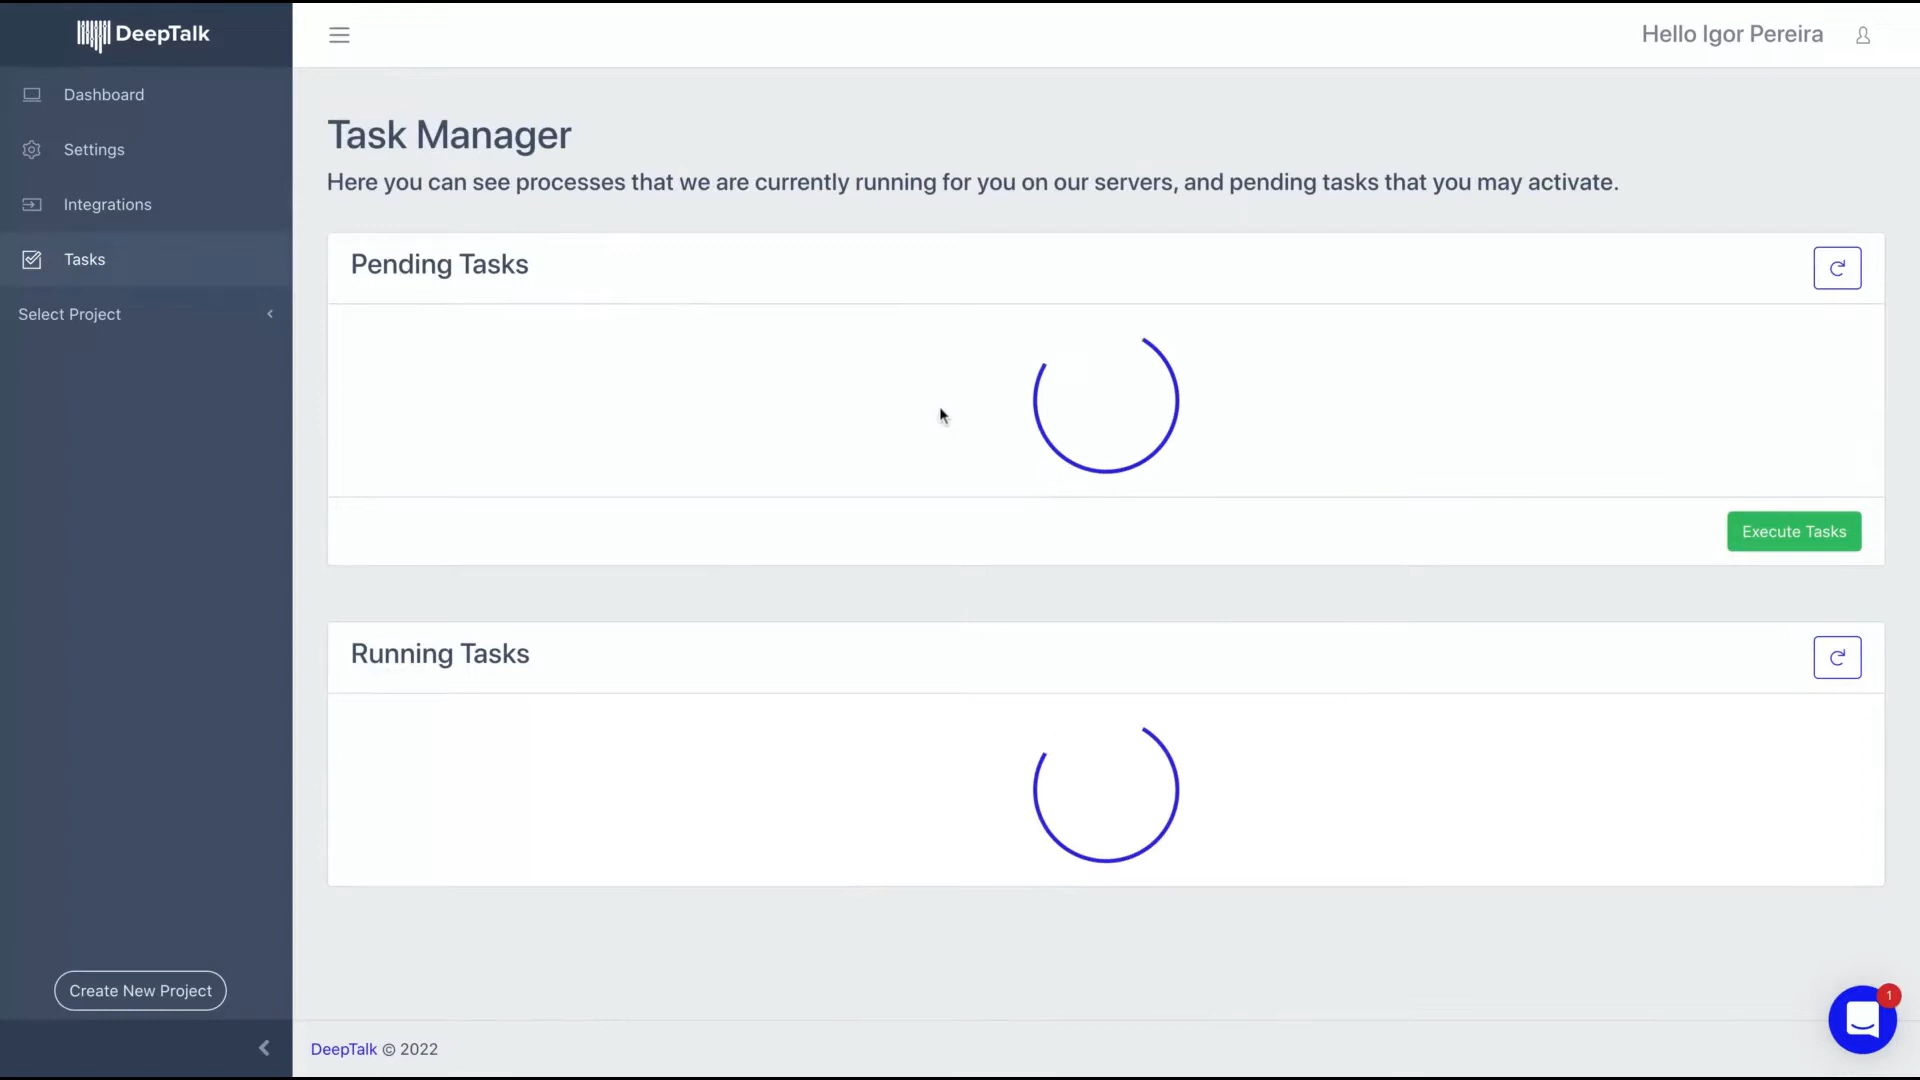 DeepTalk
Hello Igor Pereira
Dashboard
Settings
Integrations
Tasks
Select Project
Task Manager
Here you can see processes that we are currently running for you on our servers, and pending tasks that you may activate.
Pending Tasks
Execute Tasks
Running Tasks
Create New Project
1
DeepTalk © 2022